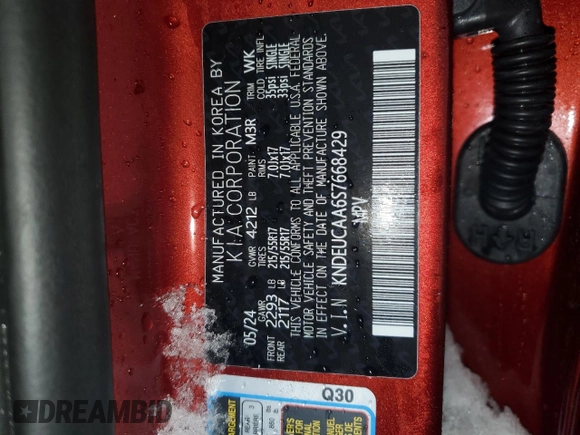 MANUFACTURED IN KOREA BY
KIA CORPORATION
05/24 GVWR 4212 LB PAINT: M3R TRIM WK
GAWR TIRES RIMS COLD TIRE INFL.
FRONT 2293 LB 215/55R17 7.0Jx17 35psi SINGLE
REAR 2117 LB 215/55R17 7.0Jx17 33psi SINGLE
THIS VEHICLE CONFORMS TO ALL APPLICABLE U.S.A. FEDERAL
MOTOR VEHICLE SAFETY AND THEFT PREVENTION STANDARDS
IN EFFECT ON THE DATE OF MANUFACTURE SHOWN ABOVE.
V.I.N KNDEUCAA6S7668429
MPV
Q30
DREAMBID